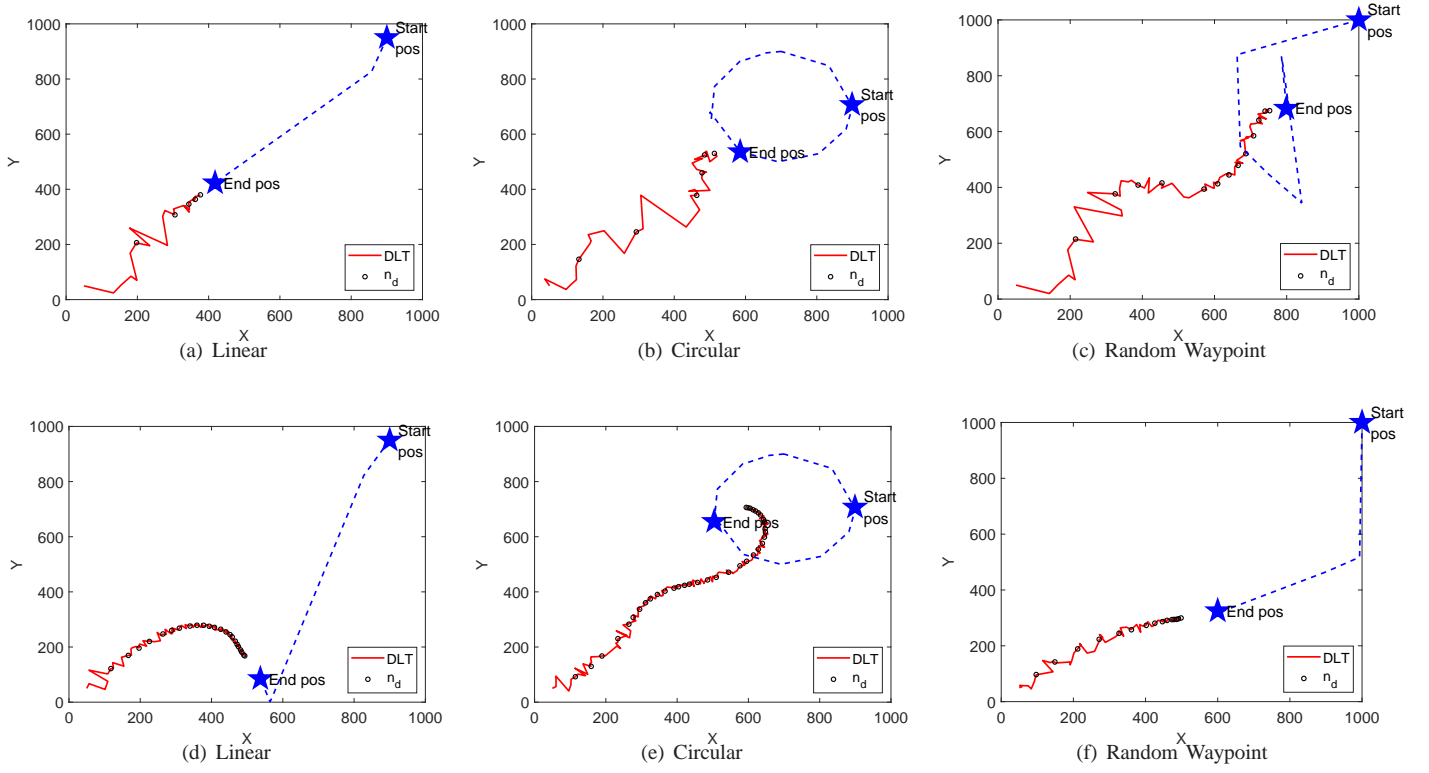 1000
800
600
400
200
0
Y
0 200 400 600 800 1000
X
Start
pos
End pos
DLT
n_d
(a) Linear
1000
800
600
400
200
0
Y
0 200 400 600 800 1000
X
Start
pos
End pos
DLT
n_d
(b) Circular
1000
800
600
400
200
0
Y
0 200 400 600 800 1000
X
Start
pos
End pos
DLT
n_d
(c) Random Waypoint
1000
800
600
400
200
0
Y
0 200 400 600 800 1000
X
Start
pos
End pos
DLT
n_d
(d) Linear
1000
800
600
400
200
0
Y
0 200 400 600 800 1000
X
Start
pos
End pos
DLT
n_d
(e) Circular
1000
800
600
400
200
0
Y
0 200 400 600 800 1000
X
Start
pos
End pos
DLT
n_d
(f) Random Waypoint